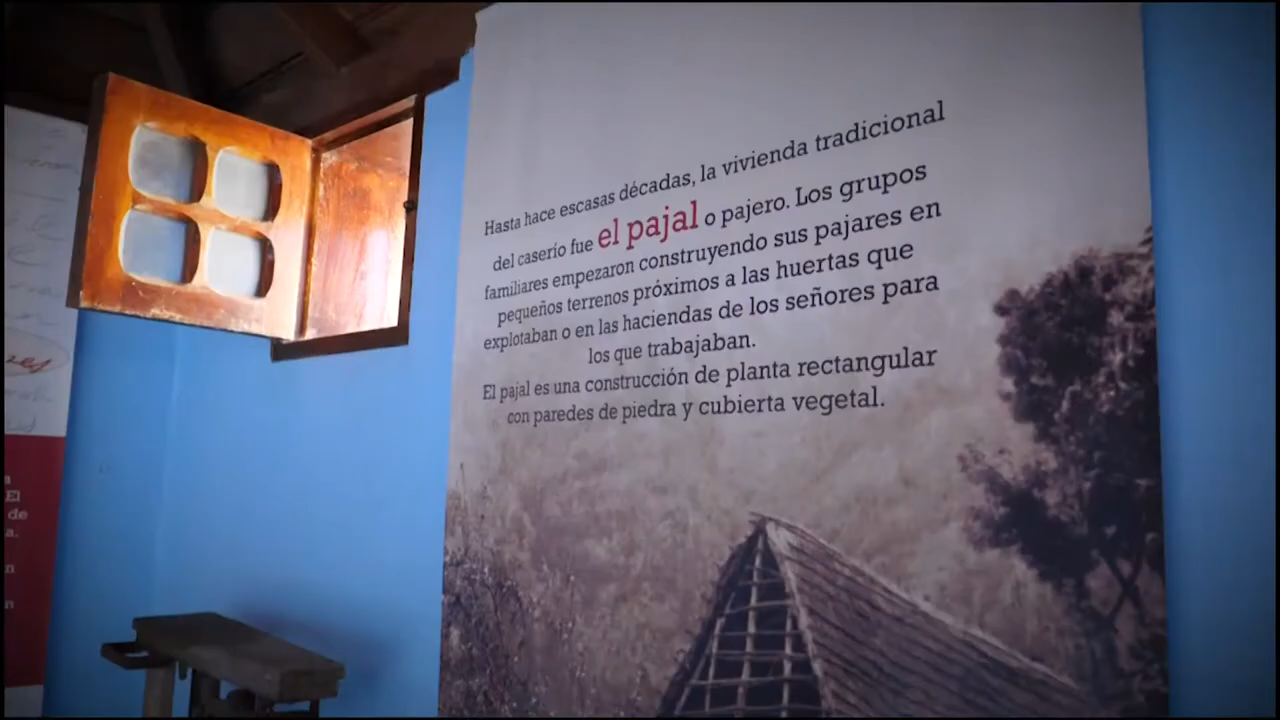 Hasta hace escasas décadas, la vivienda tradicional
del caserío fue el pajal o pajero. Los grupos
familiares empezaron construyendo sus pajares en
pequeños terrenos próximos a las huertas que
explotaban o en las haciendas de los señores para
los que trabajaban.
El pajal es una construcción de planta rectangular
con paredes de piedra y cubierta vegetal.
El
de